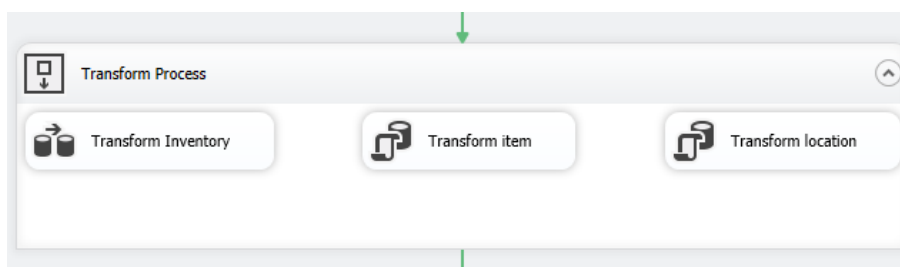 Transform Process
Transform Inventory
Transform item
Transform location